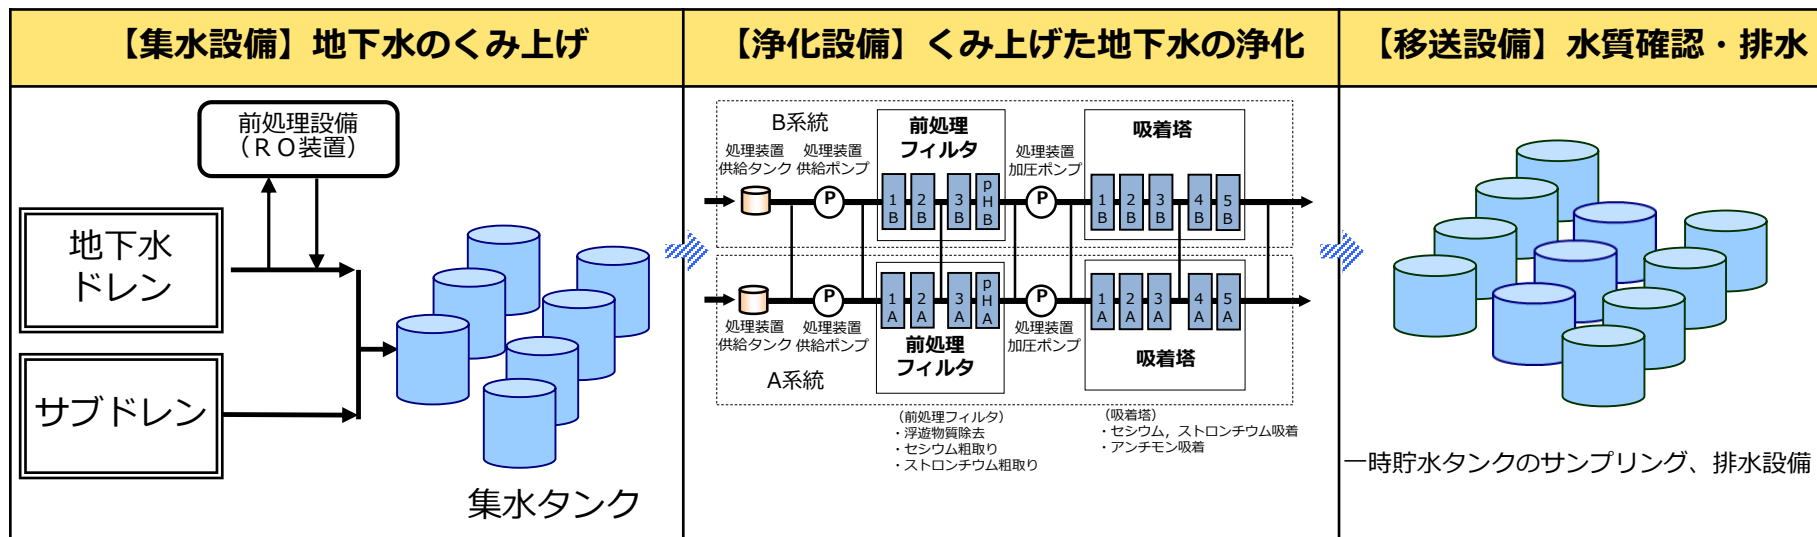 【集水設備】地下水のくみ上げ
【浄化設備】くみ上げた地下水の浄化
【移送設備】水質確認・排水
前処理設備
（ＲＯ装置）
地下水
ドレン
サブドレン
集水タンク
B系統
処理装置
供給タンク
処理装置
供給ポンプ
前処理
フィルタ
処理装置
加圧ポンプ
吸着塔
P
1B
2B
3B
pHB
P
1B
2B
3B
4B
5B
P
1A
2A
3A
pHA
P
1A
2A
3A
4A
5A
処理装置
供給タンク
処理装置
供給ポンプ
前処理
フィルタ
処理装置
加圧ポンプ
吸着塔
A系統
（前処理フィルタ）
・浮遊物質除去
・セシウム粗取り
・ストロンチウム粗取り
（吸着塔）
・セシウム，ストロンチウム吸着
・アンチモン吸着
一時貯水タンクのサンプリング、排水設備